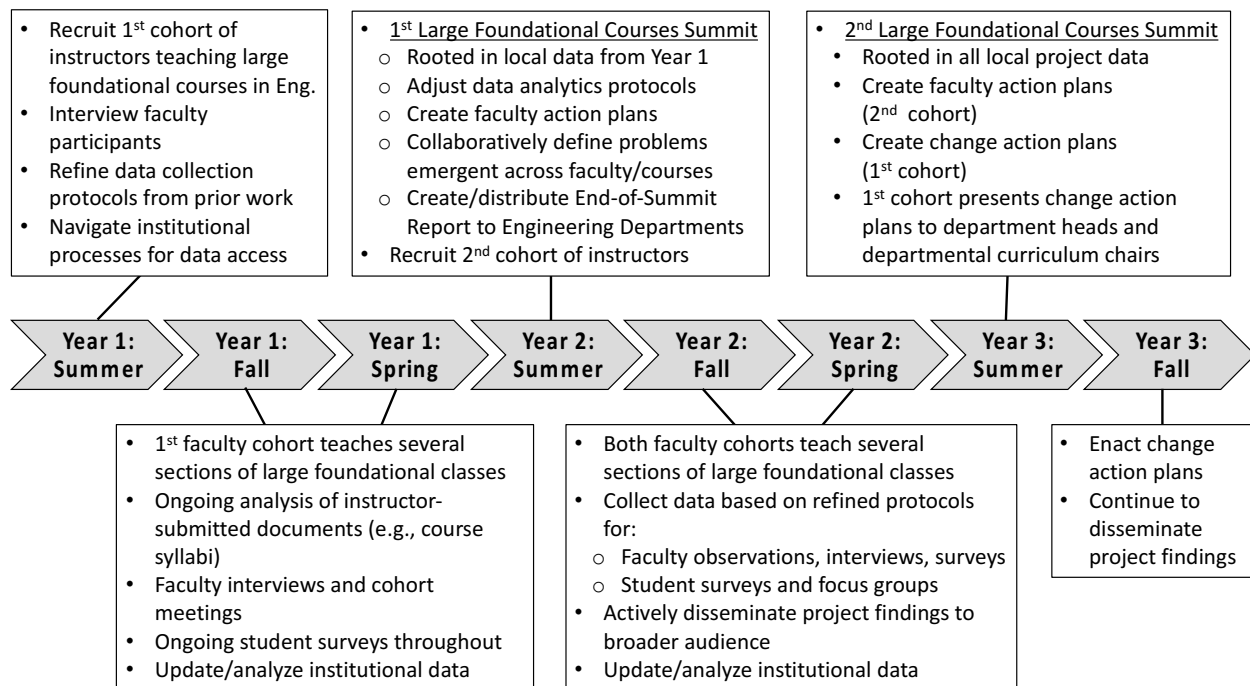 • Recruit 1st cohort of
instructors teaching large
foundational courses in Eng.
• Interview faculty
participants
• Refine data collection
protocols from prior work
• Navigate institutional
processes for data access
• 1st Large Foundational Courses Summit
o Rooted in local data from Year 1
o Adjust data analytics protocols
o Create faculty action plans
o Collaboratively define problems
emergent across faculty/courses
o Create/distribute End-of-Summit
Report to Engineering Departments
• Recruit 2nd cohort of instructors
• 2nd Large Foundational Courses Summit
• Rooted in all local project data
• Create faculty action plans
(2nd cohort)
• Create change action plans
(1st cohort)
• 1st cohort presents change action
plans to department heads and
departmental curriculum chairs
Year 1:
Summer
Year 1:
Fall
Year 1:
Spring
Year 2:
Summer
Year 2:
Fall
Year 2:
Spring
Year 3:
Summer
Year 3:
Fall
• 1st faculty cohort teaches several
sections of large foundational classes
• Ongoing analysis of instructor-
submitted documents (e.g., course
syllabi)
• Faculty interviews and cohort
meetings
• Ongoing student surveys throughout
• Update/analyze institutional data
• Both faculty cohorts teach several
sections of large foundational classes
• Collect data based on refined protocols
for:
o Faculty observations, interviews, surveys
o Student surveys and focus groups
• Actively disseminate project findings to
broader audience
• Update/analyze institutional data
• Enact change
action plans
• Continue to
disseminate
project findings